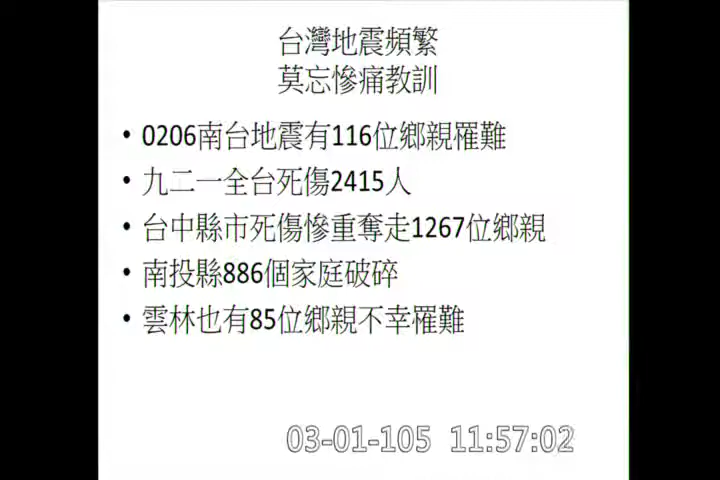 台灣地震頻繁
莫忘慘痛教訓
• 0206南台地震有116位鄉親罹難
• 九二一全台死傷2415人
• 台中縣市死傷慘重奪走1267位鄉親
• 南投縣886個家庭破碎
• 雲林也有85位鄉親不幸罹難
03-01-105 11:57:02